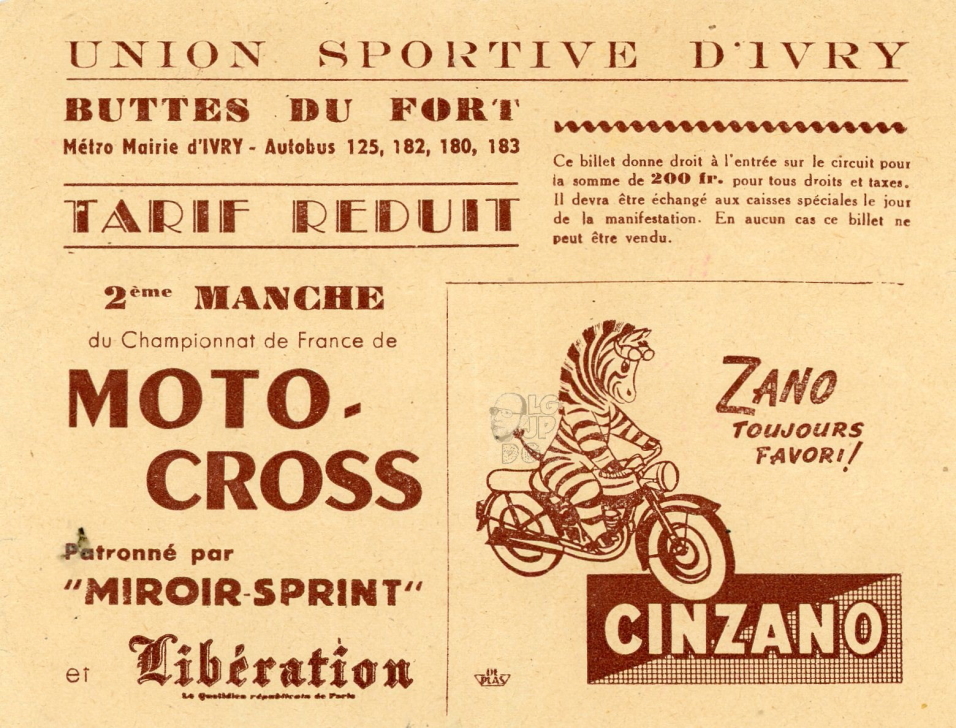 UNION SPORTIVE D'IVRY
BUTTES DU FORT
Métro Mairie d'IVRY - Autobus 125, 182, 180, 183
TARIF REDUIT
Ce billet donne droit à l'entrée sur le circuit pour
la somme de 200 fr. pour tous droits et taxes.
Il devra être échangé aux caisses spéciales le jour
de la manifestation. En aucun cas ce billet ne
peut être vendu.
2ème MANCHE
du Championnat de France de
MOTO-
CROSS
Patronné par
"MIROIR-SPRINT"
et Libération
Le Quotidien républicain de Paris
ZANO
TOUJOURS
FAVORI!
CINZANO
PLAS